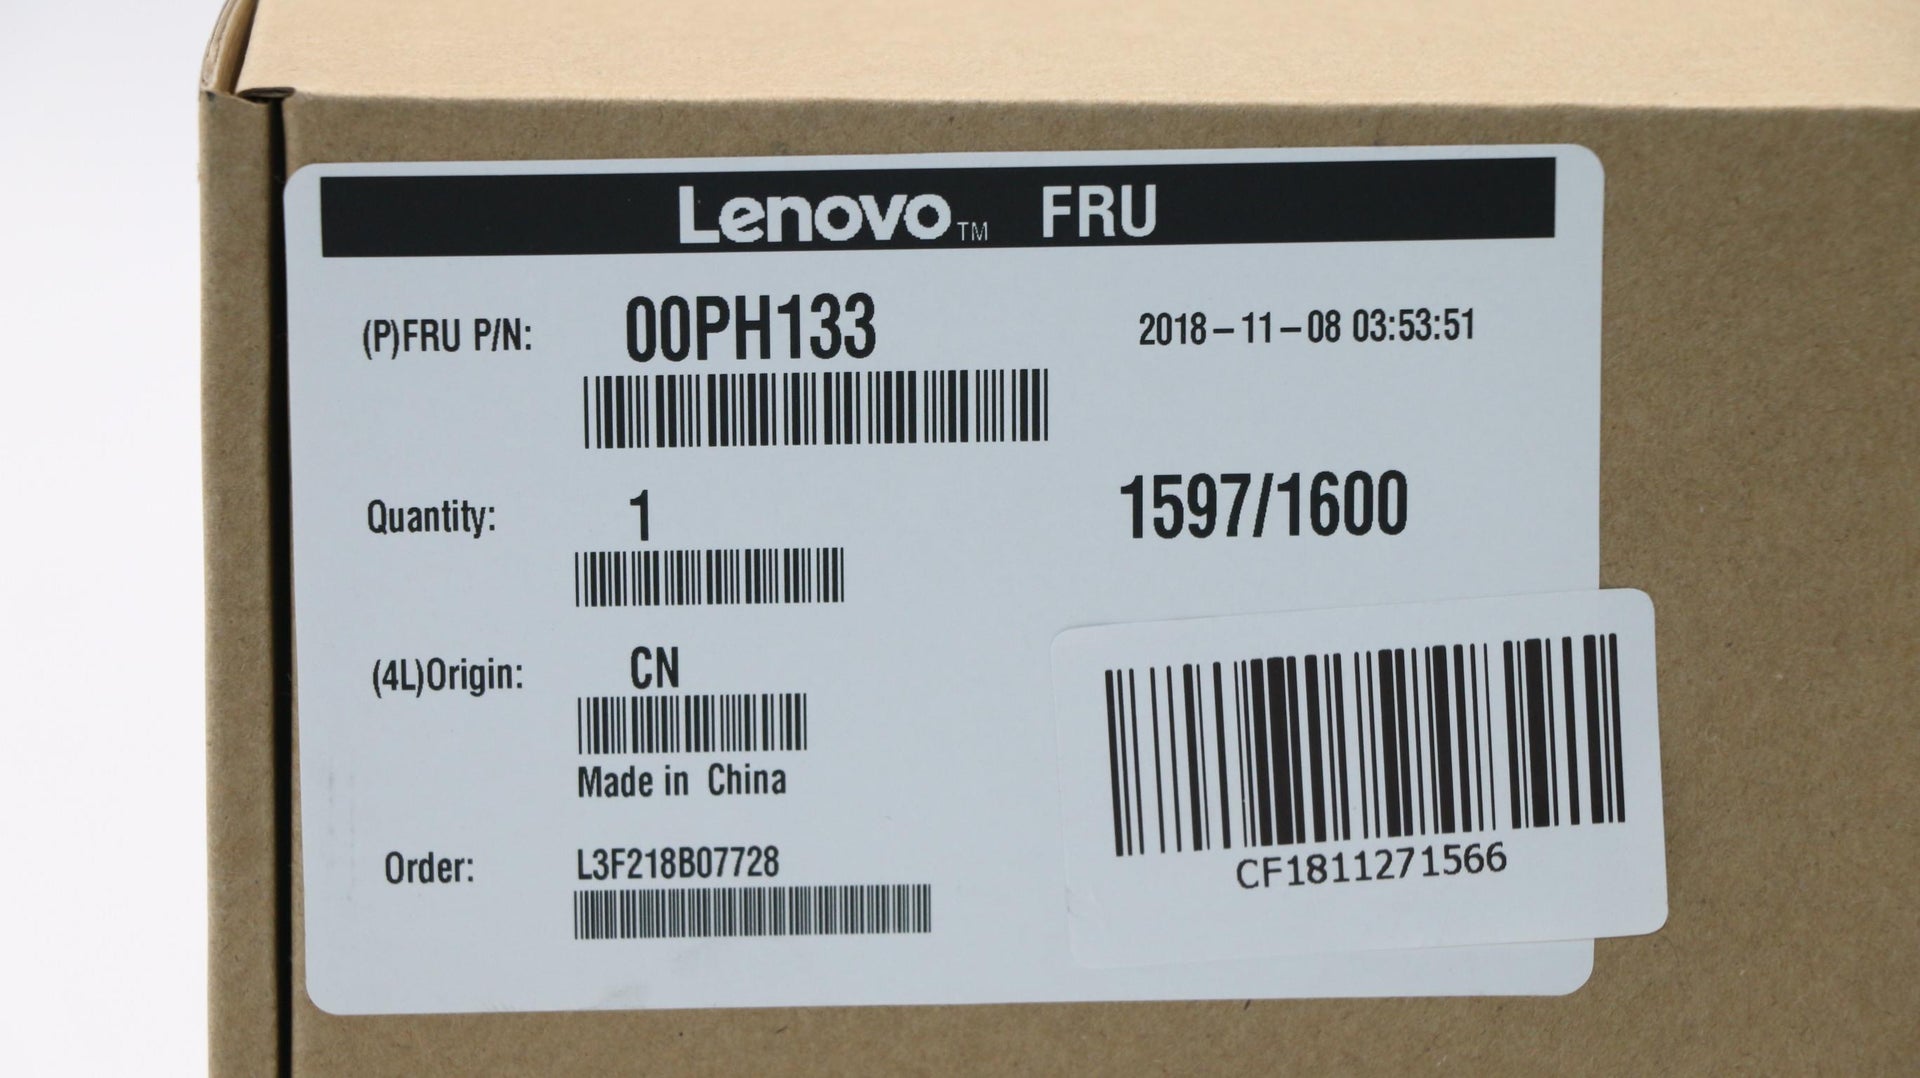 Lenovo™ FRU
(P)FRU P/N: 00PH133 2018-11-08 03:53:51
Quantity: 1 1597/1600
(4L)Origin: CN
Made in China
Order: L3F218B07728
CF1811271566